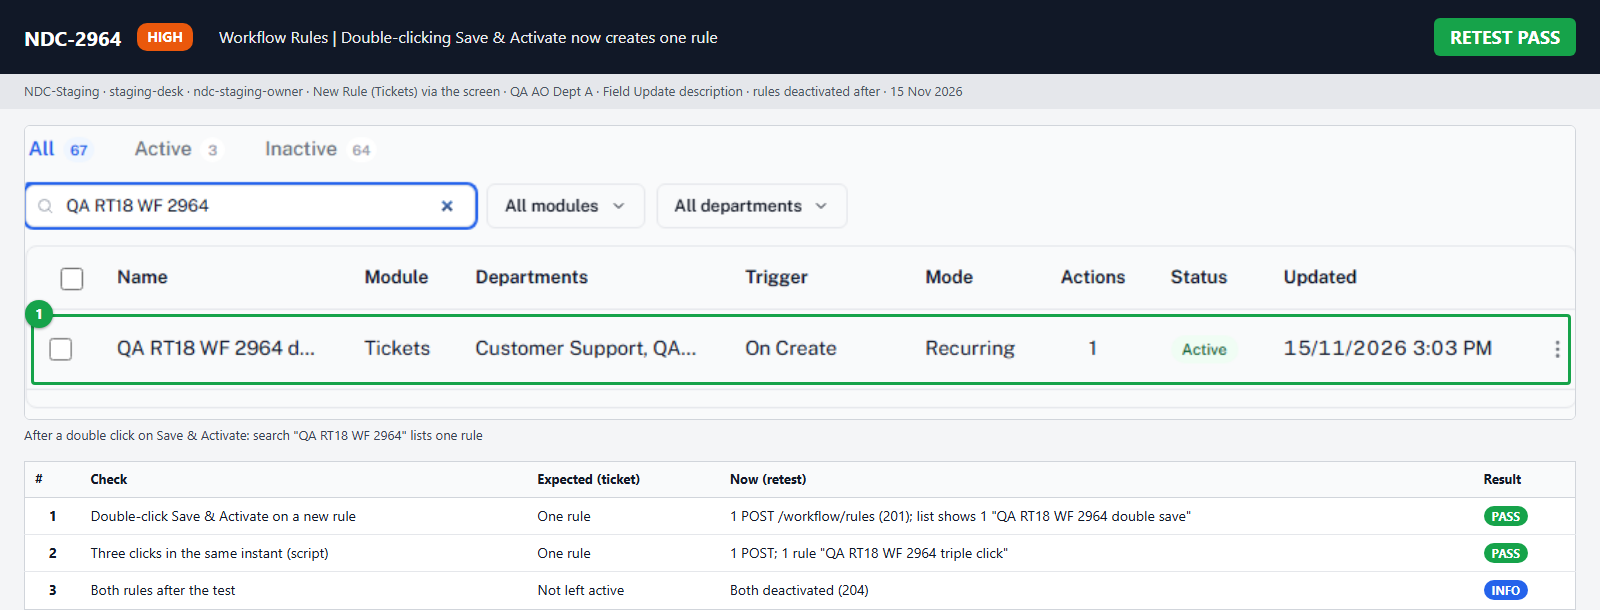 NDC-2964 HIGH Workflow Rules | Double-clicking Save & Activate now creates one rule RETEST PASS
NDC-Staging · staging-desk · ndc-staging-owner · New Rule (Tickets) via the screen · QA AO Dept A · Field Update description · rules deactivated after · 15 Nov 2026
All 67 Active 3 Inactive 64
QA RT18 WF 2964 All modules All departments
Name Module Departments Trigger Mode Actions Status Updated
1
QA RT18 WF 2964 d... Tickets Customer Support, QA... On Create Recurring 1 Active 15/11/2026 3:03 PM
After a double click on Save & Activate: search "QA RT18 WF 2964" lists one rule
# Check Expected (ticket) Now (retest) Result
1 Double-click Save & Activate on a new rule One rule 1 POST /workflow/rules (201); list shows 1 "QA RT18 WF 2964 double save" PASS
2 Three clicks in the same instant (script) One rule 1 POST; 1 rule "QA RT18 WF 2964 triple click" PASS
3 Both rules after the test Not left active Both deactivated (204) INFO